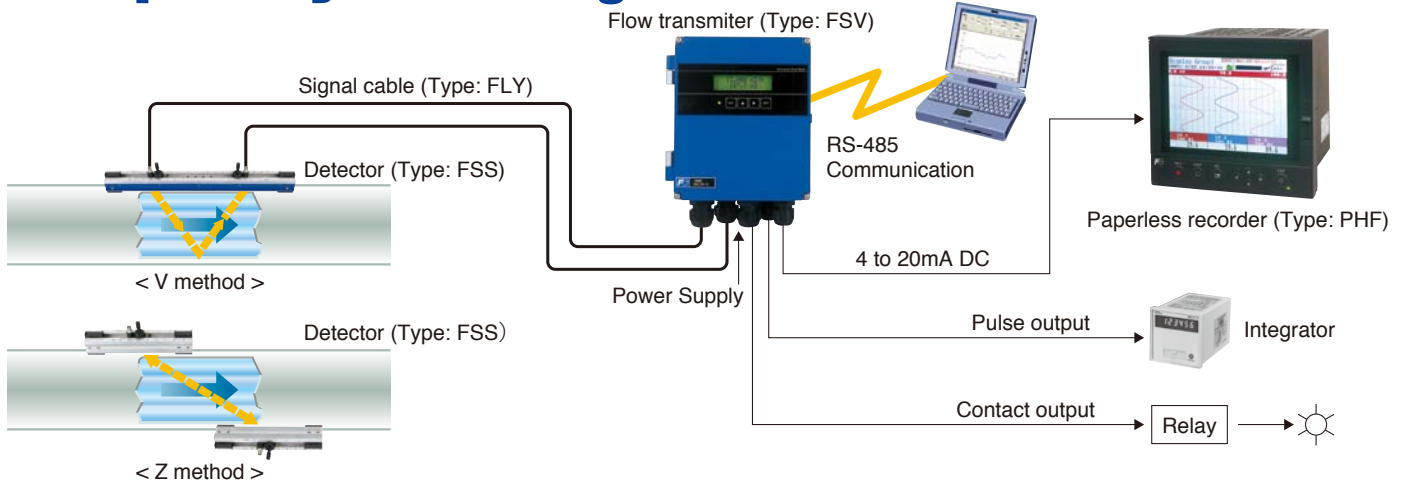 Flow transmiter (Type: FSV)
Signal cable (Type: FLY)
Detector (Type: FSS)
< V method >
RS-485
Communication
Paperless recorder (Type: PHF)
4 to 20mA DC
Power Supply
Detector (Type: FSS)
Pulse output
Integrator
123456
Contact output
Relay
< Z method >